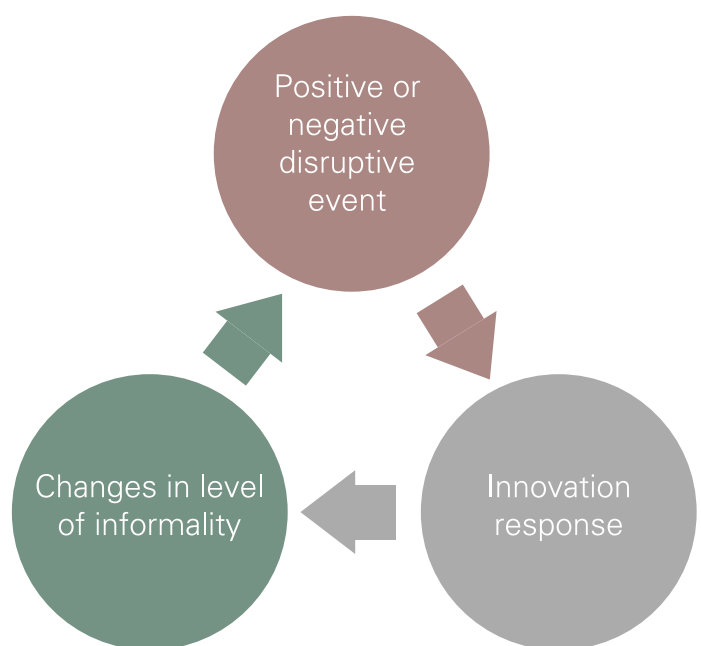 Positive or
negative
disruptive
event
Changes in level
of informality
Innovation
response